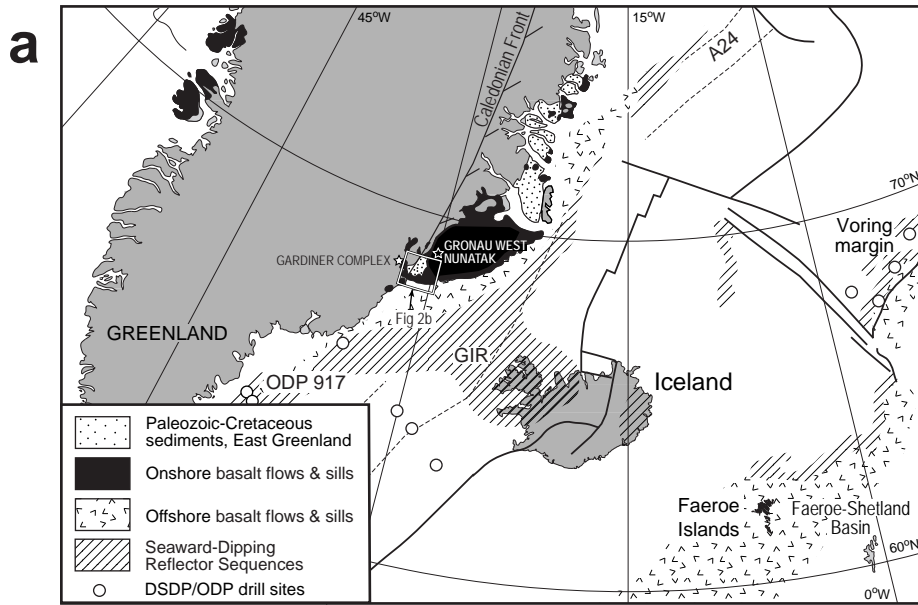 a
45°W
15°W
A24
Caledonian Front
70°N
Voring
margin
GARDINER COMPLEX
GRONAU WEST
NUNATAK
Fig 2b
GREENLAND
GIR
ODP 917
Iceland
Paleozoic-Cretaceous
sediments, East Greenland
Onshore basalt flows & sills
Offshore basalt flows & sills
Seaward-Dipping
Reflector Sequences
DSDP/ODP drill sites
Faeroe
Islands
Faeroe-Shetland
Basin
60°N
0°W